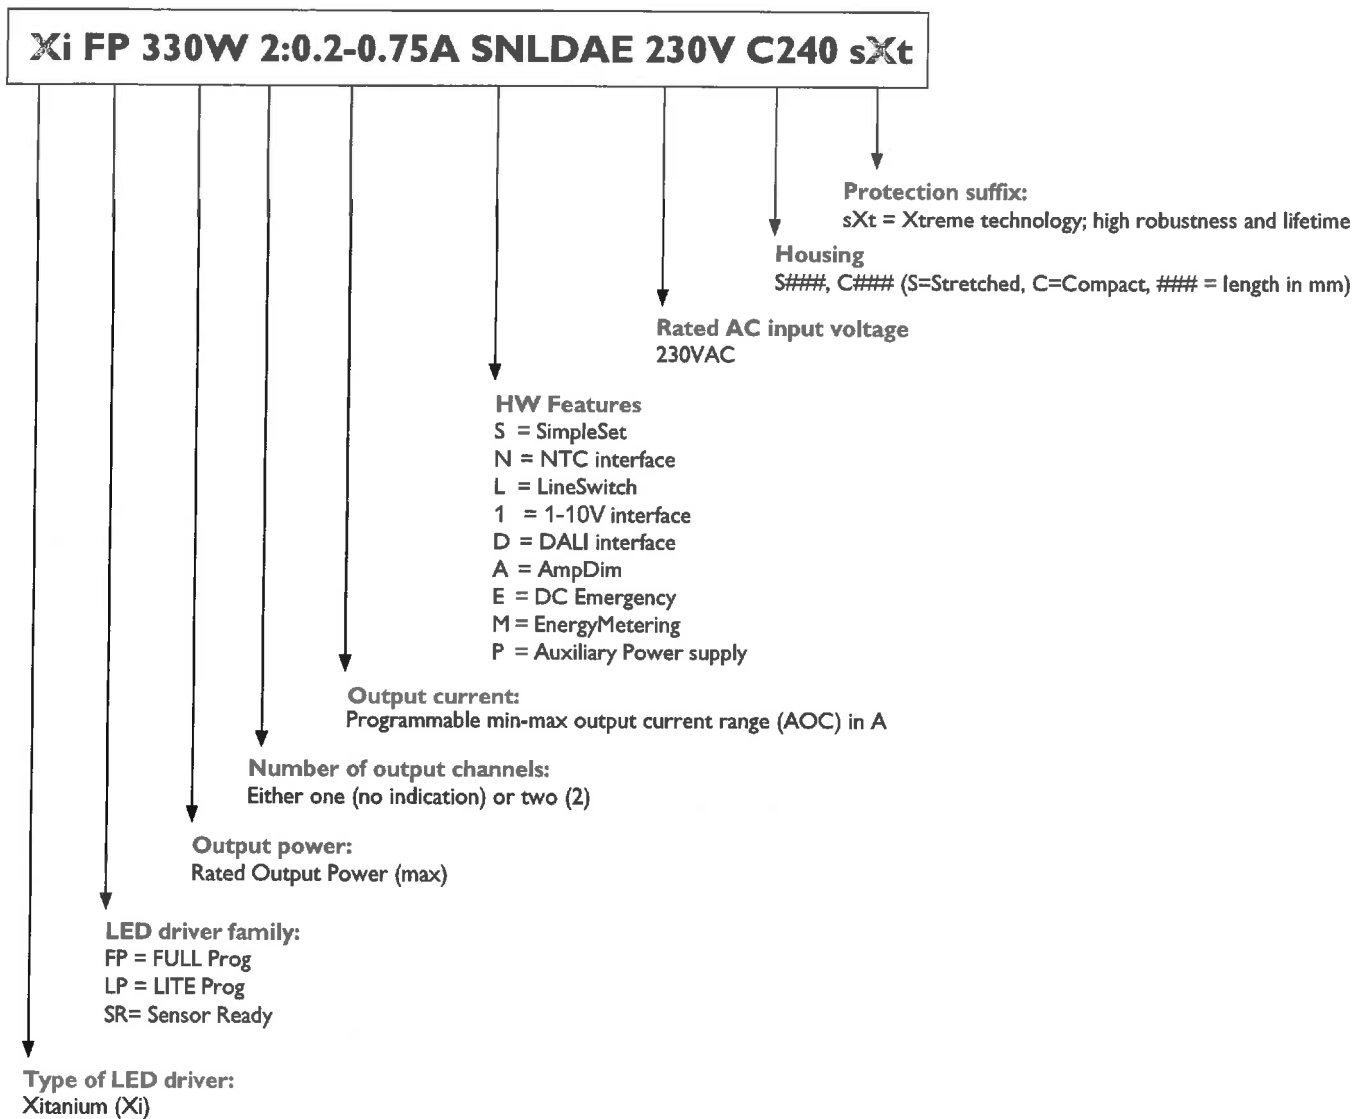 Xi FP 330W 2:0.2-0.75A SNLDAE 230V C240 sXt
Protection suffix:
sXt = Xtreme technology; high robustness and lifetime
Housing
S###, C### (S=Stretched, C=Compact, ### = length in mm)
Rated AC input voltage
230VAC
HW Features
S = SimpleSet
N = NTC interface
L = LineSwitch
1 = 1-10V interface
D = DALI interface
A = AmpDim
E = DC Emergency
M = EnergyMetering
P = Auxiliary Power supply
Output current:
Programmable min-max output current range (AOC) in A
Number of output channels:
Either one (no indication) or two (2)
Output power:
Rated Output Power (max)
LED driver family:
FP = FULL Prog
LP = LITE Prog
SR= Sensor Ready
Type of LED driver:
Xitanium (Xi)